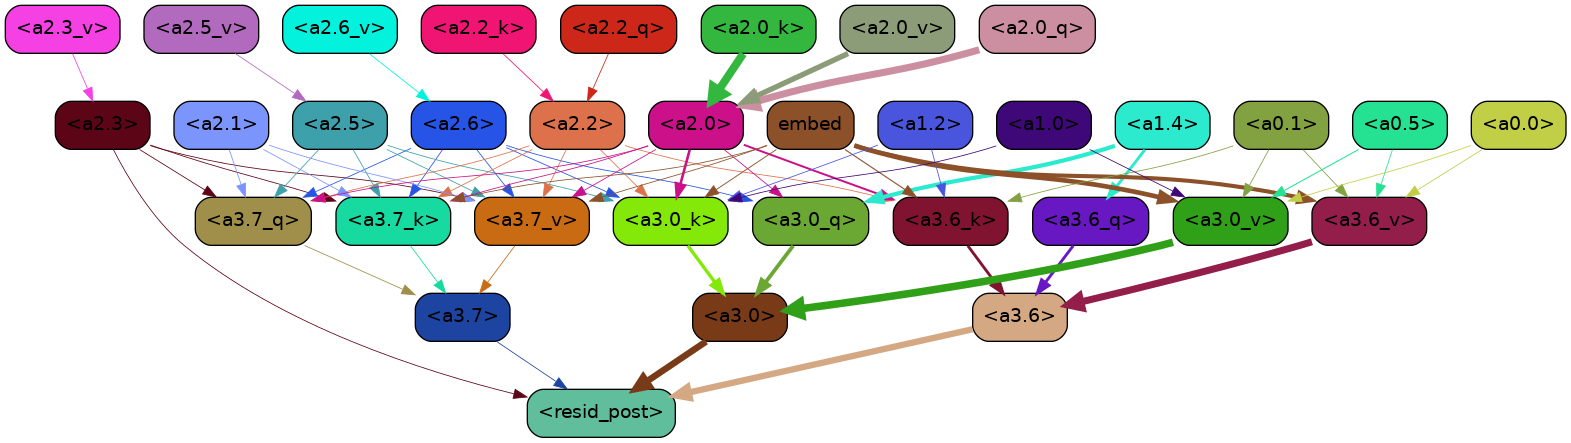 <a2.3_v> <a2.5_v> <a2.6_v> <a2.2_k> <a2.2_q> <a2.0_k> <a2.0_v> <a2.0_q>
<a2.3> <a2.1> <a2.5> <a2.6> <a2.2> <a2.0> embed <a1.2> <a1.0> <a1.4> <a0.1> <a0.5> <a0.0>
<a3.7_q> <a3.7_k> <a3.7_v> <a3.0_k> <a3.0_q> <a3.6_k> <a3.6_q> <a3.0_v> <a3.6_v>
<a3.7> <a3.0> <a3.6>
<resid_post>